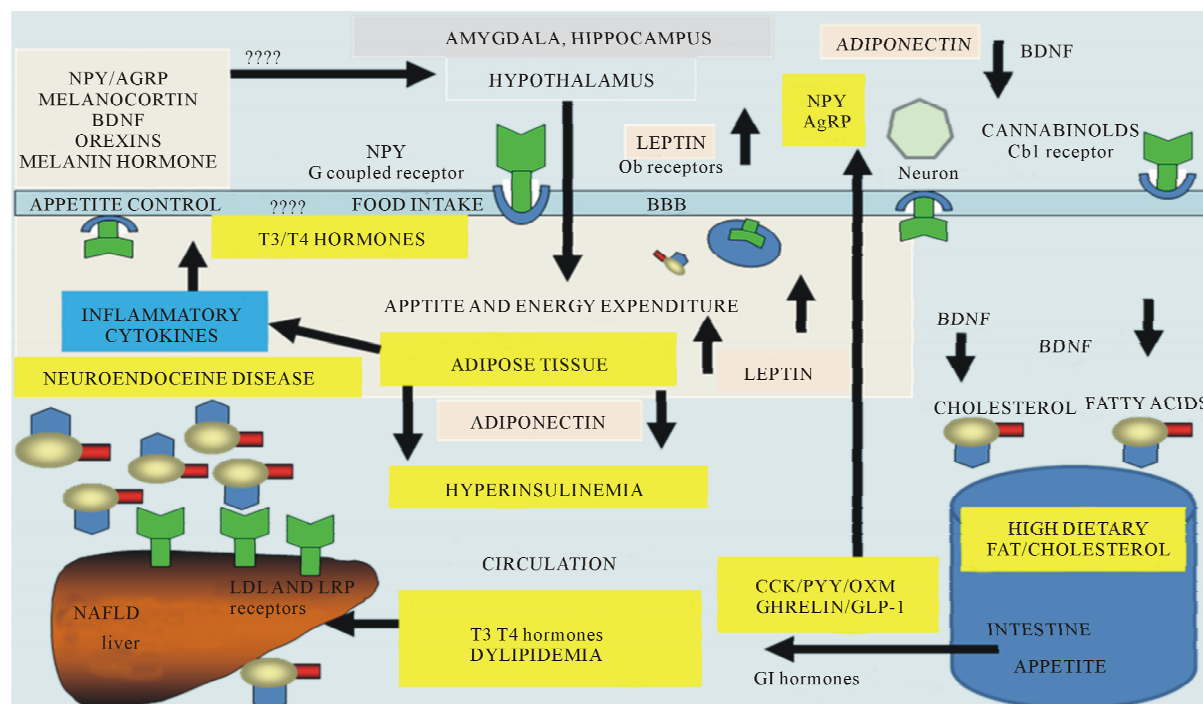 ????
AMYGDALA, HIPPOCAMPUS
HYPOTHALAMUS
NPY/AGRP
MELANOCORTIN
BDNF
OREXINS
MELANIN HORMONE
ADIPONECTIN
BDNF
NPY
AgRP
NPY
G coupled receptor
LEPTIN
Ob receptors
Neuron
CANNABINOLDS
Cb1 receptor
APPETITE CONTROL
????
FOOD INTAKE
BBB
T3/T4 HORMONES
INFLAMMATORY
CYTOKINES
APPTITE AND ENERGY EXPENDITURE
NEUROENDOCEINE DISEASE
ADIPOSE TISSUE
LEPTIN
BDNF
BDNF
ADIPONECTIN
CHOLESTEROL
FATTY ACIDS
HYPERINSULINEMIA
HIGH DIETARY
FAT/CHOLESTEROL
CIRCULATION
LDL AND LRP
receptors
NAFLD
liver
T3 T4 hormones
DYLIPIDEMIA
CCK/PYY/OXM
GHRELIN/GLP-1
GI hormones
INTESTINE
APPETITE